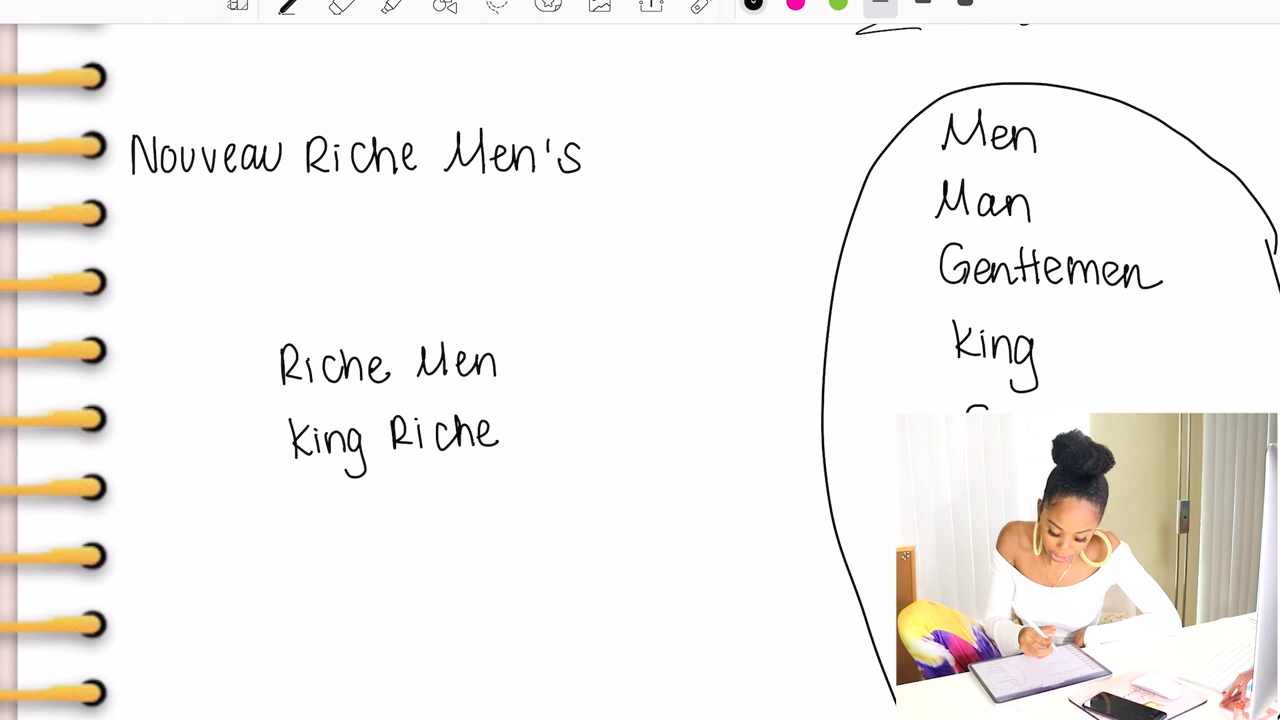 Nouveau Riche Men's
Riche Men
King Riche
Men
Man
Gentlemen
King